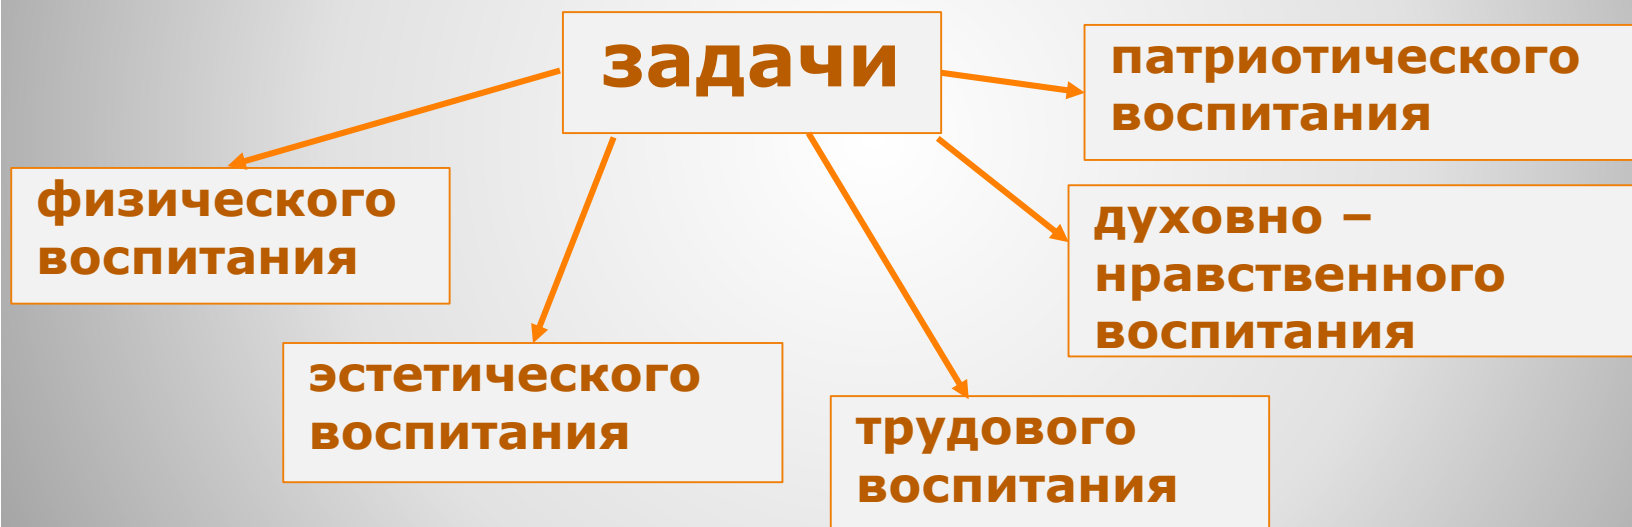 задачи
патриотического
воспитания
физического
воспитания
духовно –
нравственного
воспитания
эстетического
воспитания
трудового
воспитания